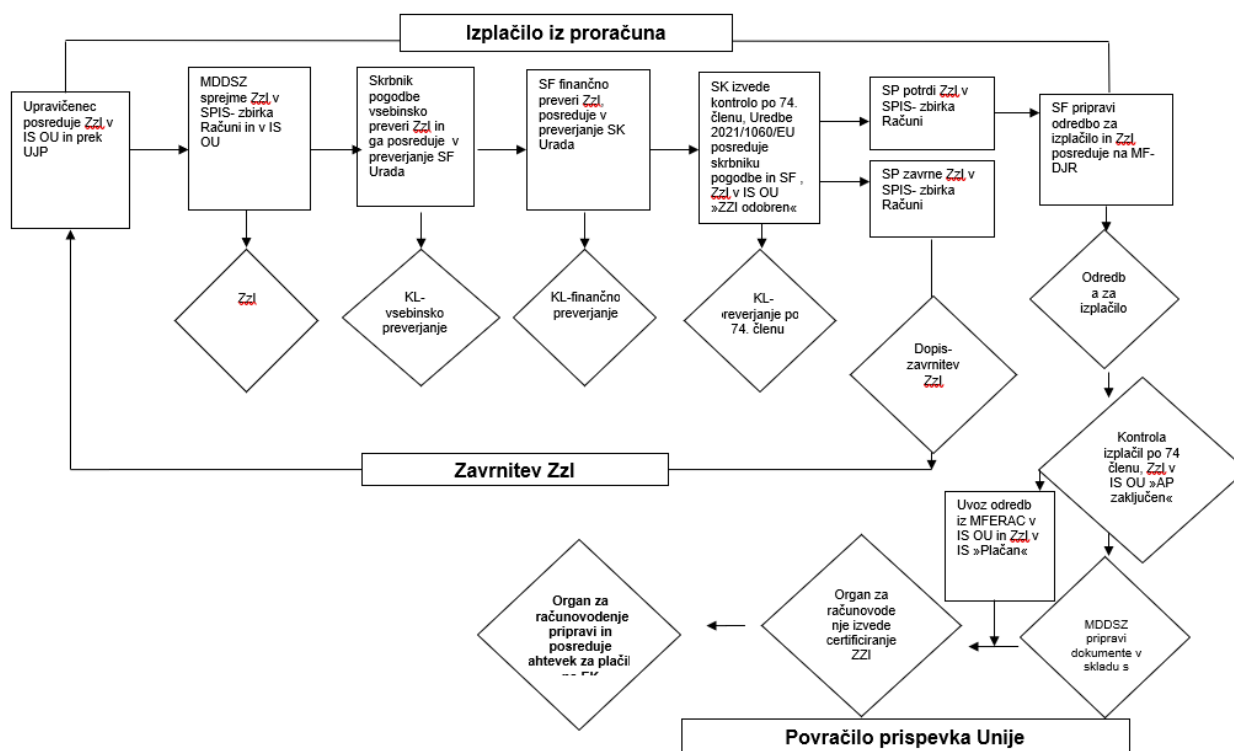 Izplačilo iz proračuna
Upravičenec
posreduje ZzI v
IS OU in prek
UJP
MDDSZ
sprejme ZzI v
SPIS- zbirka
Računi in v IS
OU
Skrbnik
pogodbe
vsebinsko
preveri ZzI in
ga posreduje v
preverjanje SF
Urada
SF finančno
preveri ZzI,
posreduje v
preverjanje SK
Urada
SK izvede
kontrolo po 74.
členu, Uredbe
2021/1060/EU
posreduje
skrbniku
pogodbe in SF ,
ZzI v IS OU
»ZZI odobren«
SP potrdi ZzI v
SPIS- zbirka
Računi
SP zavrne ZzI v
SPIS- zbirka
Računi
SF pripravi
odredbo za
izplačilo in ZzI
posreduje na MF-
DJR
ZzI
KL-
vsebinsko
preverjanje
KL-finančno
preverjanje
KL-
preverjanje po
74. členu
Dopis-
zavrnitev
ZzI
Odredb
a za
izplačilo
Kontrola
izplačil po 74
členu, ZzI v
IS OU »AP
zaključen«
Zavrnitev ZzI
Uvoz odredb
iz MFERAC v
IS OU in ZzI v
IS »Plačan«
MDDSZ
pripravi
dokumente v
skladu s
Organ za
računovode
nje izvede
certificiranje
ZZI
Organ za
računovodenje
pripravi in
posreduje
ahtevek za plačil
na EK
Povračilo prispevka Unije